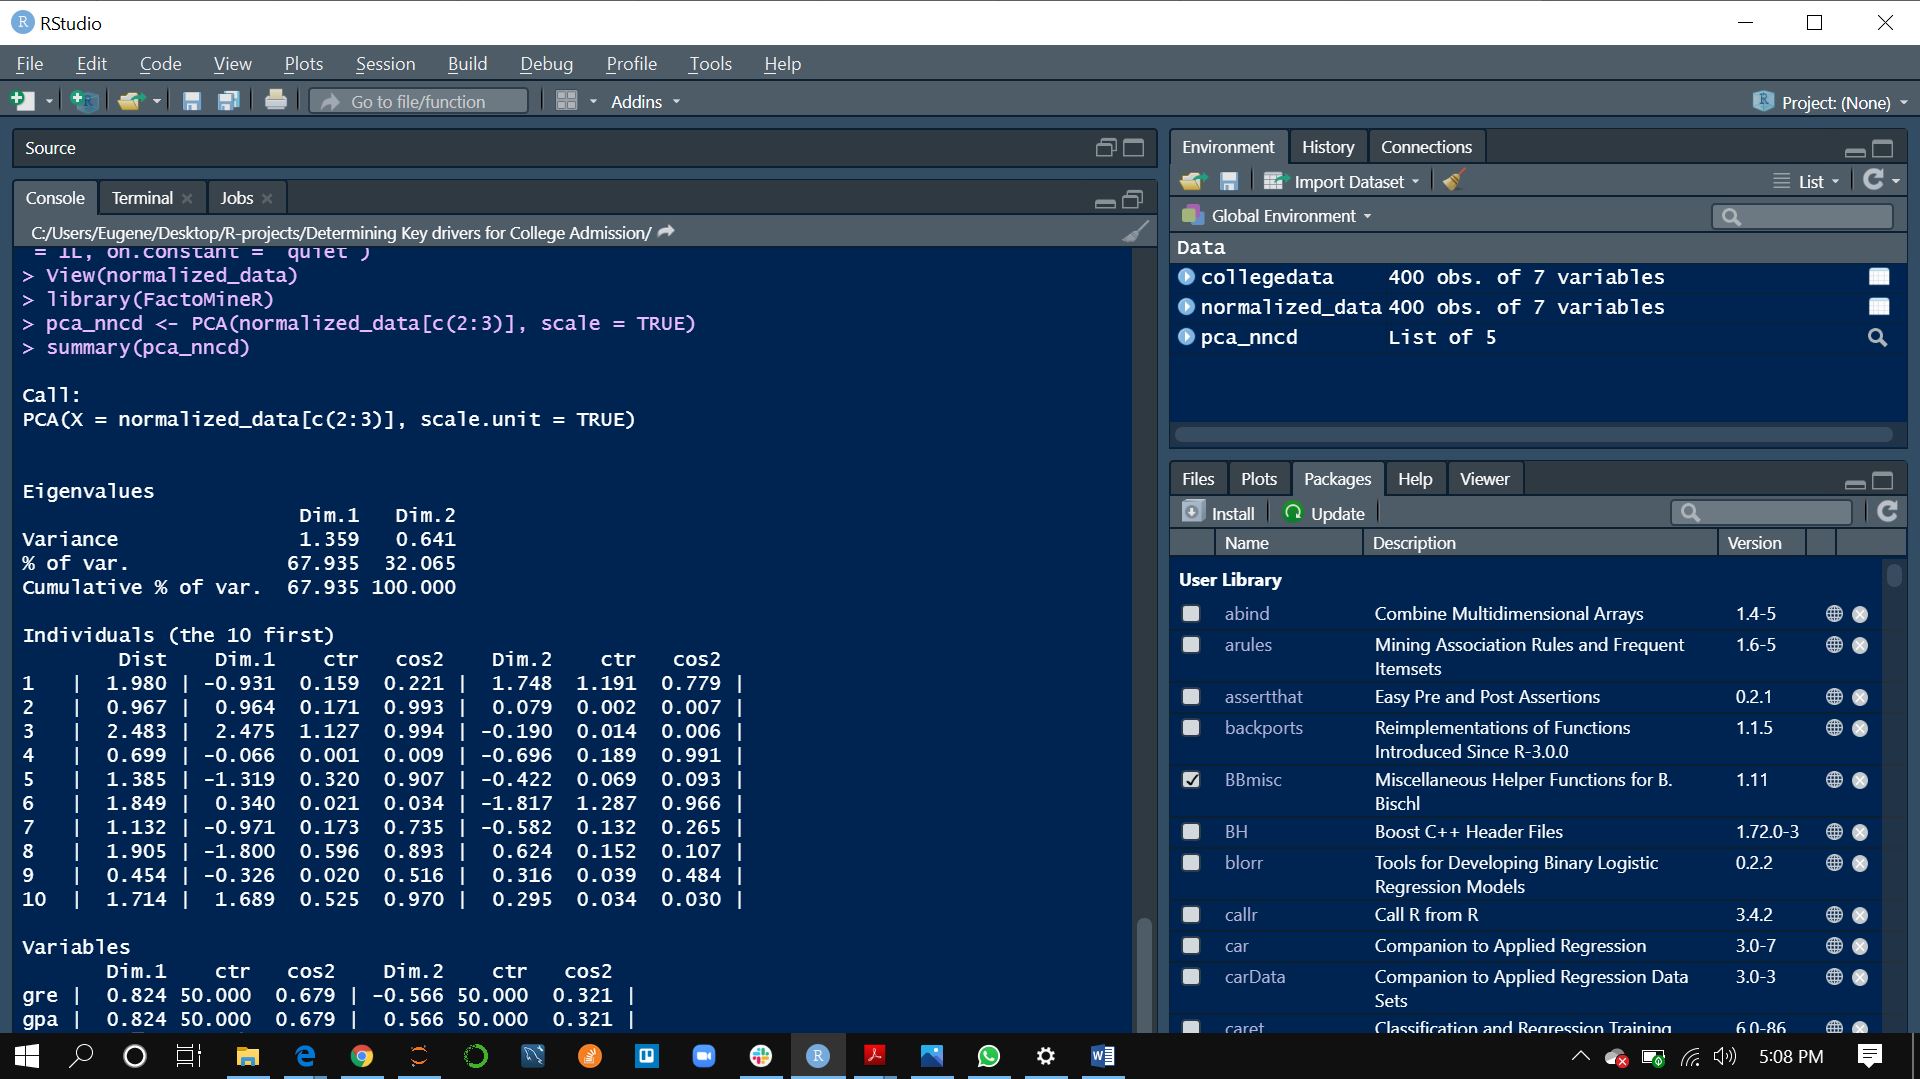 RStudio
File Edit Code View Plots Session Build Debug Profile Tools Help
Go to file/function Addins Project: (None)
Source
Console Terminal Jobs
C:/Users/Eugene/Desktop/R-projects/Determining Key drivers for College Admission/
= 1L, on.constant = "quiet")
> View(normalized_data)
> library(FactoMineR)
> pca_nncd <- PCA(normalized_data[c(2:3)], scale = TRUE)
> summary(pca_nncd)
Call:
PCA(X = normalized_data[c(2:3)], scale.unit = TRUE)
Eigenvalues
Dim.1 Dim.2
Variance 1.359 0.641
% of var. 67.935 32.065
Cumulative % of var. 67.935 100.000
Individuals (the 10 first)
Dist Dim.1 ctr cos2 Dim.2 ctr cos2
1 | 1.980 | -0.931 0.159 0.221 | 1.748 1.191 0.779 |
2 | 0.967 | 0.964 0.171 0.993 | 0.079 0.002 0.007 |
3 | 2.483 | 2.475 1.127 0.994 | -0.190 0.014 0.006 |
4 | 0.699 | -0.066 0.001 0.009 | -0.696 0.189 0.991 |
5 | 1.385 | -1.319 0.320 0.907 | -0.422 0.069 0.093 |
6 | 1.849 | 0.340 0.021 0.034 | -1.817 1.287 0.966 |
7 | 1.132 | -0.971 0.173 0.735 | -0.582 0.132 0.265 |
8 | 1.905 | -1.800 0.596 0.893 | 0.624 0.152 0.107 |
9 | 0.454 | -0.326 0.020 0.516 | 0.316 0.039 0.484 |
10 | 1.714 | 1.689 0.525 0.970 | 0.295 0.034 0.030 |
Variables
Dim.1 ctr cos2 Dim.2 ctr cos2
gre | 0.824 50.000 0.679 | -0.566 50.000 0.321 |
gpa | 0.824 50.000 0.679 | 0.566 50.000 0.321 |
Environment History Connections
Import Dataset List
Global Environment
Data
collegedata 400 obs. of 7 variables
normalized_data 400 obs. of 7 variables
pca_nncd List of 5
Files Plots Packages Help Viewer
Install Update
Name Description Version
User Library
abind Combine Multidimensional Arrays 1.4-5
arules Mining Association Rules and Frequent 1.6-5
Itemsets
assertthat Easy Pre and Post Assertions 0.2.1
backports Reimplementations of Functions 1.1.5
Introduced Since R-3.0.0
BBmisc Miscellaneous Helper Functions for B. 1.11
Bischl
BH Boost C++ Header Files 1.72.0-3
blorr Tools for Developing Binary Logistic 0.2.2
Regression Models
callr Call R from R 3.4.2
car Companion to Applied Regression 3.0-7
carData Companion to Applied Regression Data 3.0-3
Sets
caret Classification and Regression Training 6.0-86
5:08 PM